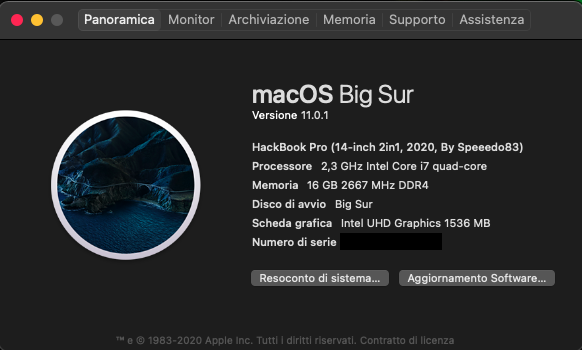 Panoramica Monitor Archiviazione Memoria Supporto Assistenza
macOS Big Sur
Versione 11.0.1
HackBook Pro (14-inch 2in1, 2020, By Speeedo83)
Processore 2,3 GHz Intel Core i7 quad-core
Memoria 16 GB 2667 MHz DDR4
Disco di avvio Big Sur
Scheda grafica Intel UHD Graphics 1536 MB
Numero di serie
Resoconto di sistema... Aggiornamento Software...
™ e © 1983-2020 Apple Inc. Tutti i diritti riservati. Contratto di licenza